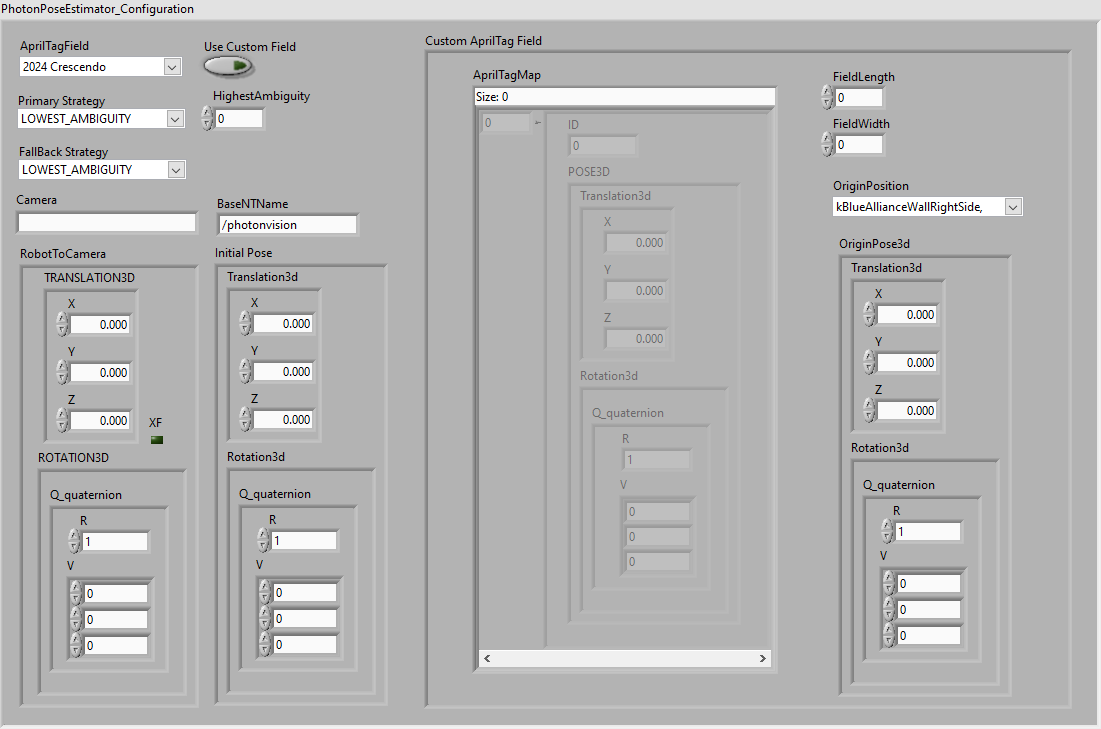 PhotonPoseEstimator_Configuration
AprilTagField
2024 Crescendo
Use Custom Field
Primary Strategy
LOWEST_AMBIGUITY
HighestAmbiguity
0
FallBack Strategy
LOWEST_AMBIGUITY
Camera
BaseNTName
/photonvision
RobotToCamera
TRANSLATION3D
X
0.000
Y
0.000
Z
0.000
XF
ROTATION3D
Q_quaternion
R
1
V
0
0
0
Initial Pose
Translation3d
X
0.000
Y
0.000
Z
0.000
Rotation3d
Q_quaternion
R
1
V
0
0
0
Custom AprilTag Field
AprilTagMap
Size: 0
0
ID
0
POSE3D
Translation3d
X
0.000
Y
0.000
Z
0.000
Rotation3d
Q_quaternion
R
1
V
0
0
0
FieldLength
0
FieldWidth
0
OriginPosition
kBlueAllianceWallRightSide,
OriginPose3d
Translation3d
X
0.000
Y
0.000
Z
0.000
Rotation3d
Q_quaternion
R
1
V
0
0
0